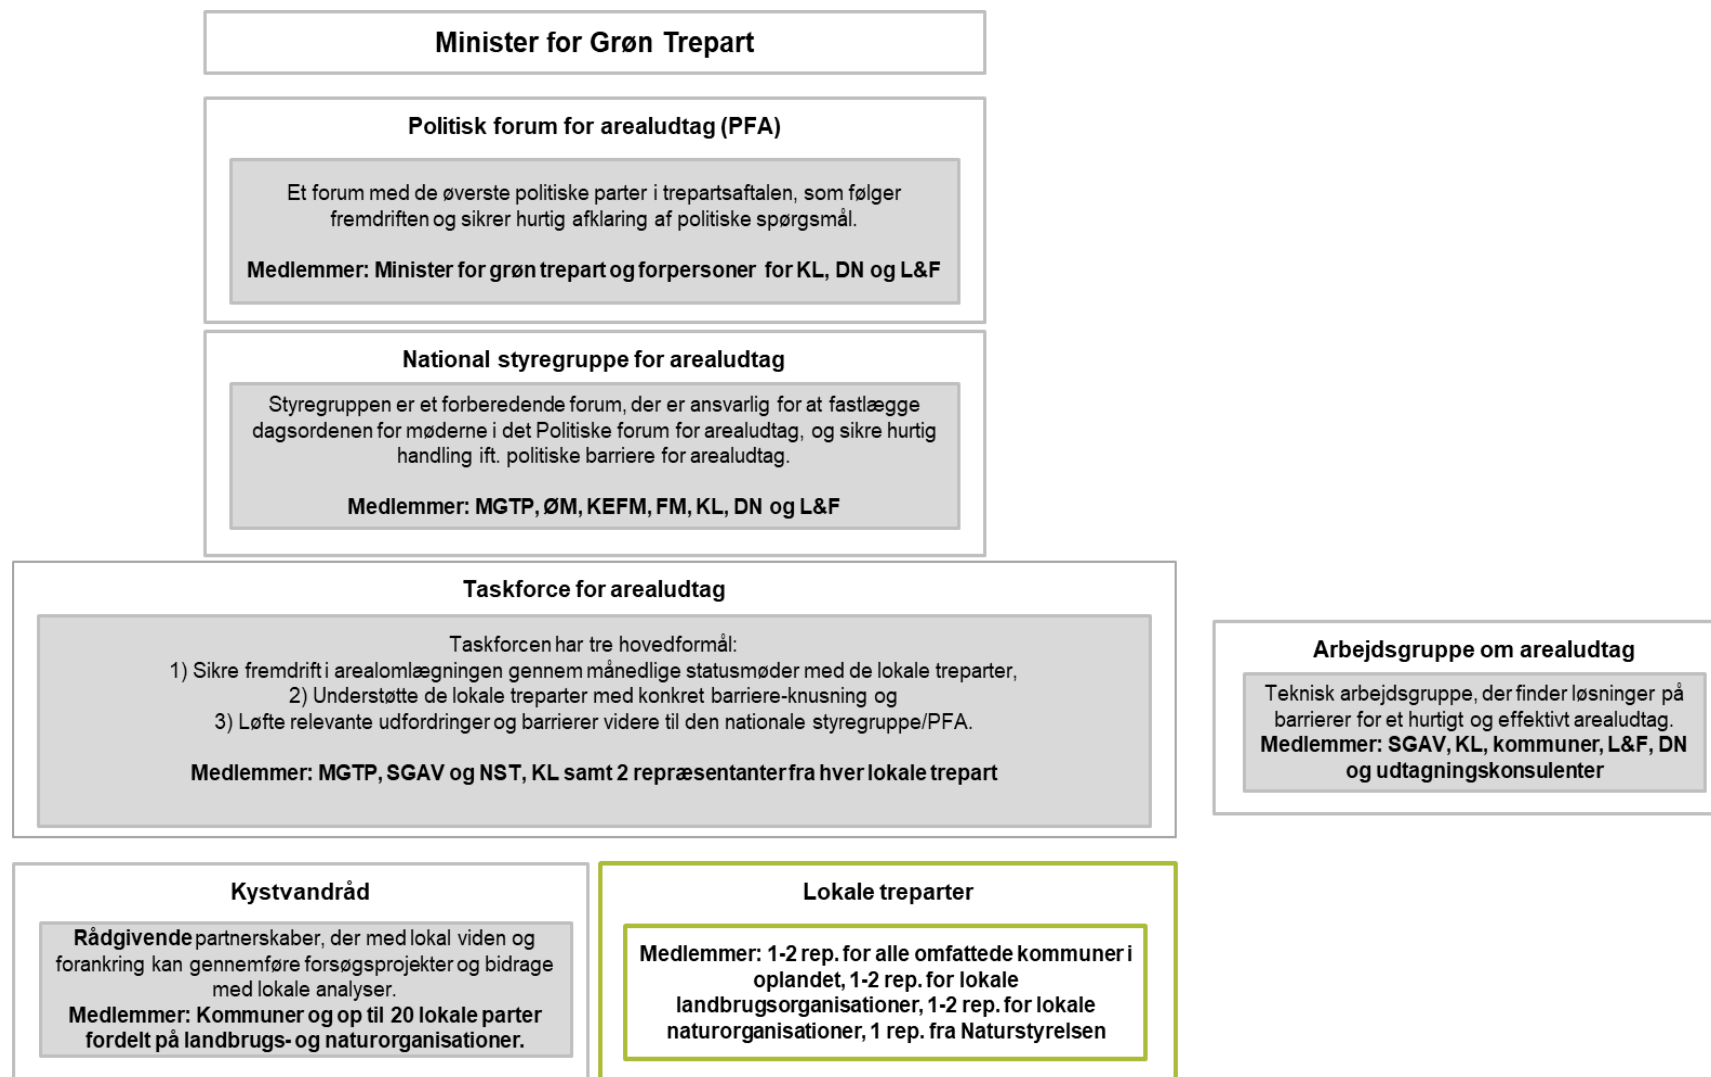 Minister for Grøn Trepart
Politisk forum for arealudtag (PFA)
Et forum med de øverste politiske parter i trepartsaftalen, som følger
fremdriften og sikrer hurtig afklaring af politiske spørgsmål.
Medlemmer: Minister for grøn trepart og forpersoner for KL, DN og L&F
National styregruppe for arealudtag
Styregruppen er et forberedende forum, der er ansvarlig for at fastlægge
dagsordenen for møderne i det Politiske forum for arealudtag, og sikre hurtig
handling ift. politiske barriere for arealudtag.
Medlemmer: MGTP, ØM, KEFM, FM, KL, DN og L&F
Taskforce for arealudtag
Taskforcen har tre hovedformål:
1) Sikre fremdrift i arealomlægningen gennem månedlige statusmøder med de lokale treparter,
2) Understøtte de lokale treparter med konkret barriere-knusning og
3) Løfte relevante udfordringer og barrierer videre til den nationale styregruppe/PFA.
Medlemmer: MGTP, SGAV og NST, KL samt 2 repræsentanter fra hver lokale trepart
Arbejdsgruppe om arealudtag
Teknisk arbejdsgruppe, der finder løsninger på
barrierer for et hurtigt og effektivt arealudtag.
Medlemmer: SGAV, KL, kommuner, L&F, DN
og udtagningskonsulenter
Kystvandråd
Rådgivende partnerskaber, der med lokal viden og
forankring kan gennemføre forsøgsprojekter og bidrage
med lokale analyser.
Medlemmer: Kommuner og op til 20 lokale parter
fordelt på landbrugs- og naturorganisationer.
Lokale treparter
Medlemmer: 1-2 rep. for alle omfattede kommuner i
oplandet, 1-2 rep. for lokale
landbrugsorganisationer, 1-2 rep. for lokale
naturorganisationer, 1 rep. fra Naturstyrelsen